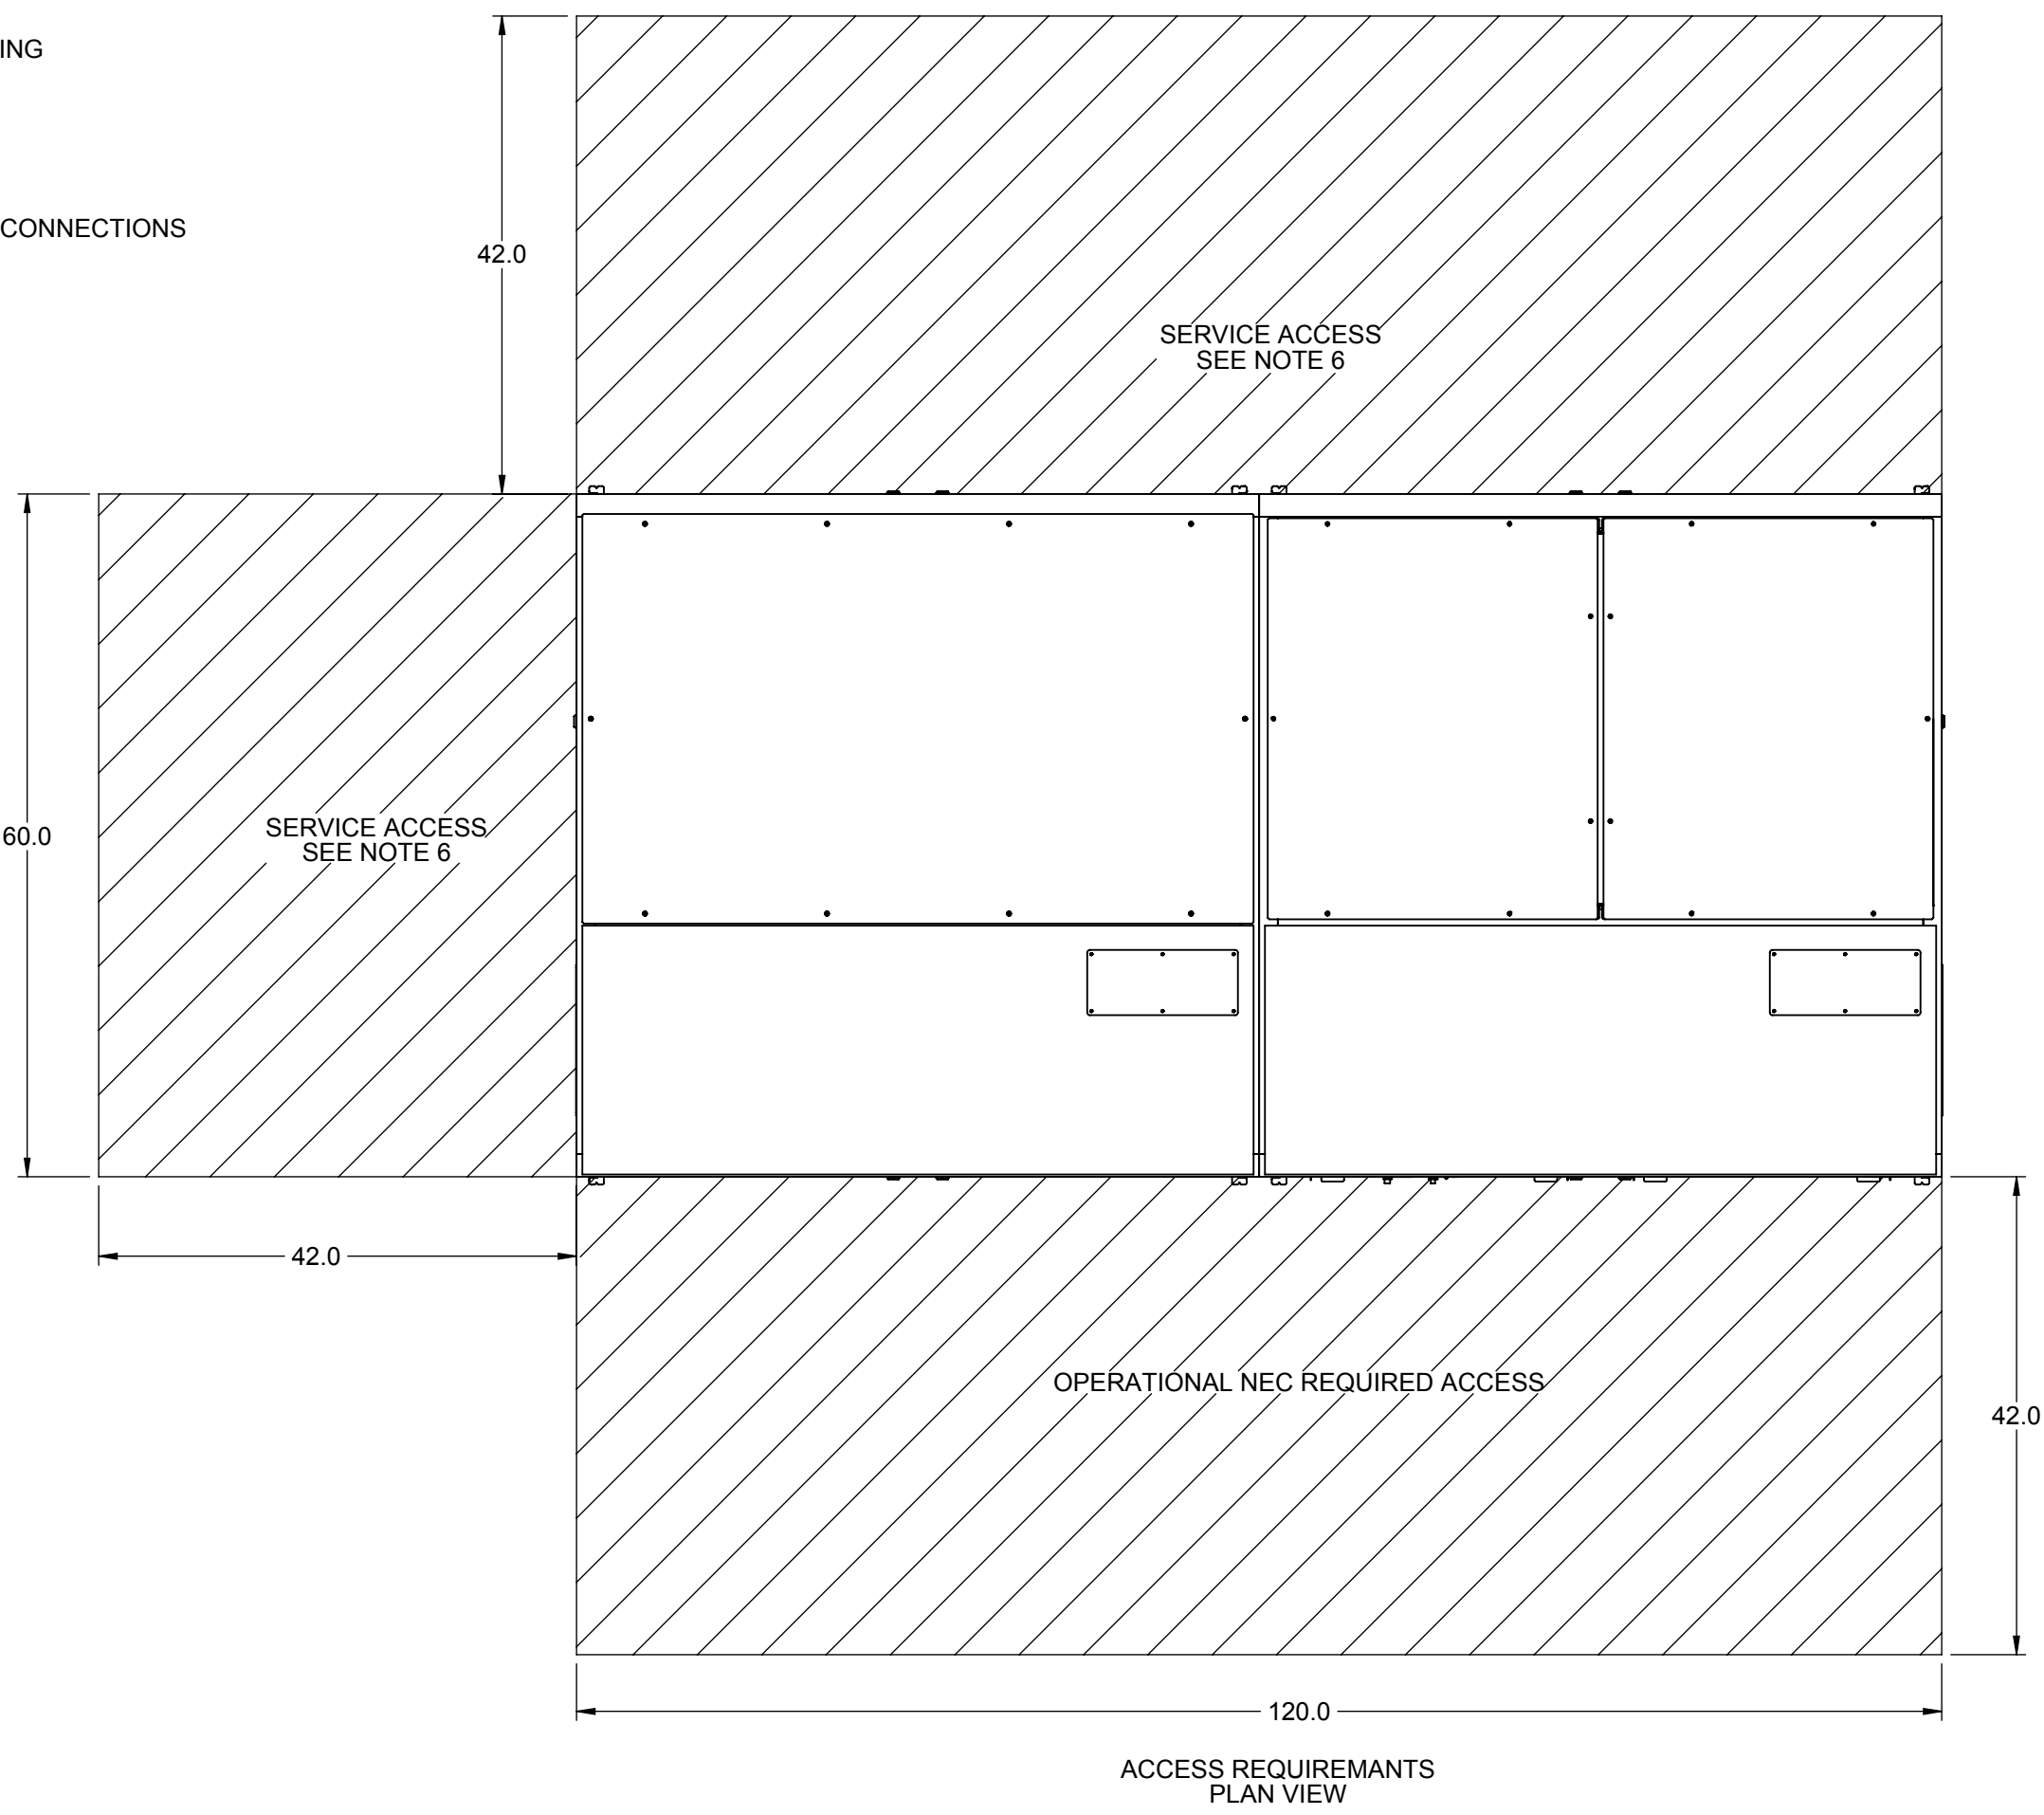 ING
CONNECTIONS
42.0
SERVICE ACCESS
SEE NOTE 6
60.0
SERVICE ACCESS
SEE NOTE 6
42.0
OPERATIONAL NEC REQUIRED ACCESS
42.0
120.0
ACCESS REQUIREMANTS
PLAN VIEW